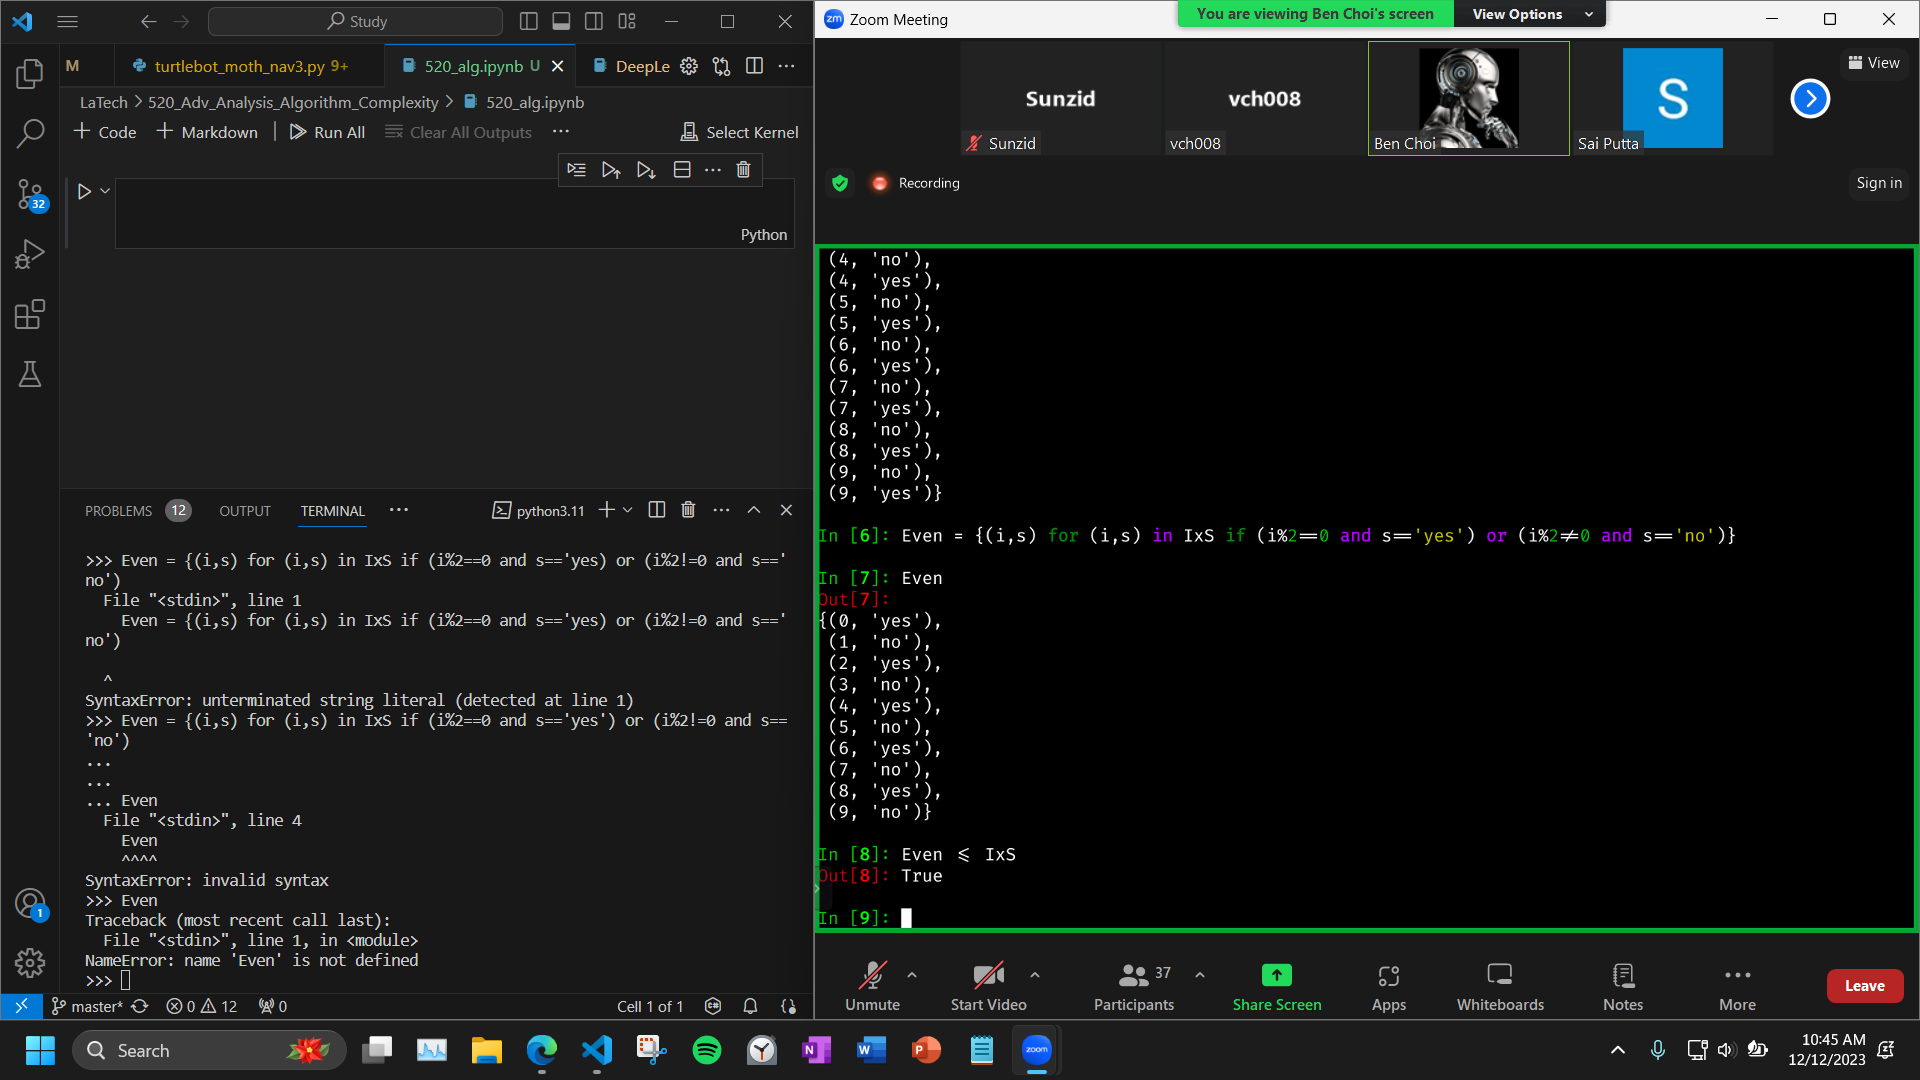 Study
M
turtlebot_moth_nav3.py 9+
520_alg.ipynb U
DeepLe
LaTech > 520_Adv_Analysis_Algorithm_Complexity > 520_alg.ipynb
+ Code + Markdown Run All Clear All Outputs ... Select Kernel
Python
32
PROBLEMS 12 OUTPUT TERMINAL ... python3.11
>>> Even = {(i,s) for (i,s) in IxS if (i%2==0 and s=='yes) or (i%2!=0 and s=='
no')
  File "<stdin>", line 1
    Even = {(i,s) for (i,s) in IxS if (i%2==0 and s=='yes) or (i%2!=0 and s=='
no')
  ^
SyntaxError: unterminated string literal (detected at line 1)
>>> Even = {(i,s) for (i,s) in IxS if (i%2==0 and s=='yes') or (i%2!=0 and s==
'no')
...
...
... Even
  File "<stdin>", line 4
    Even
    ^^^^
SyntaxError: invalid syntax
>>> Even
Traceback (most recent call last):
  File "<stdin>", line 1, in <module>
NameError: name 'Even' is not defined
>>>
1
master* 0 12 0 Cell 1 of 1
zm Zoom Meeting
You are viewing Ben Choi's screen
View Options
View
Sunzid
Sunzid
vch008
vch008
Ben Choi
S
Sai Putta
Recording
Sign in
(4, 'no'),
(4, 'yes'),
(5, 'no'),
(5, 'yes'),
(6, 'no'),
(6, 'yes'),
(7, 'no'),
(7, 'yes'),
(8, 'no'),
(8, 'yes'),
(9, 'no'),
(9, 'yes')}
In [6]: Even = {(i,s) for (i,s) in IxS if (i%2==0 and s=='yes') or (i%2≠0 and s=='no')}
In [7]: Even
Out[7]:
{(0, 'yes'),
(1, 'no'),
(2, 'yes'),
(3, 'no'),
(4, 'yes'),
(5, 'no'),
(6, 'yes'),
(7, 'no'),
(8, 'yes'),
(9, 'no')}
In [8]: Even ⩽ IxS
Out[8]: True
In [9]:
Unmute
Start Video
37
Participants
Share Screen
Apps
Whiteboards
Notes
More
Leave
Search
zoom
10:45 AM
12/12/2023